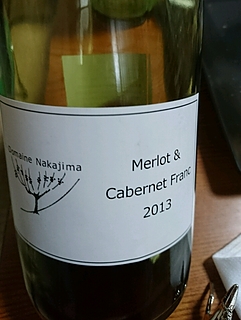 Domaine Nakajima
Merlot &
Cabernet Franc
2013